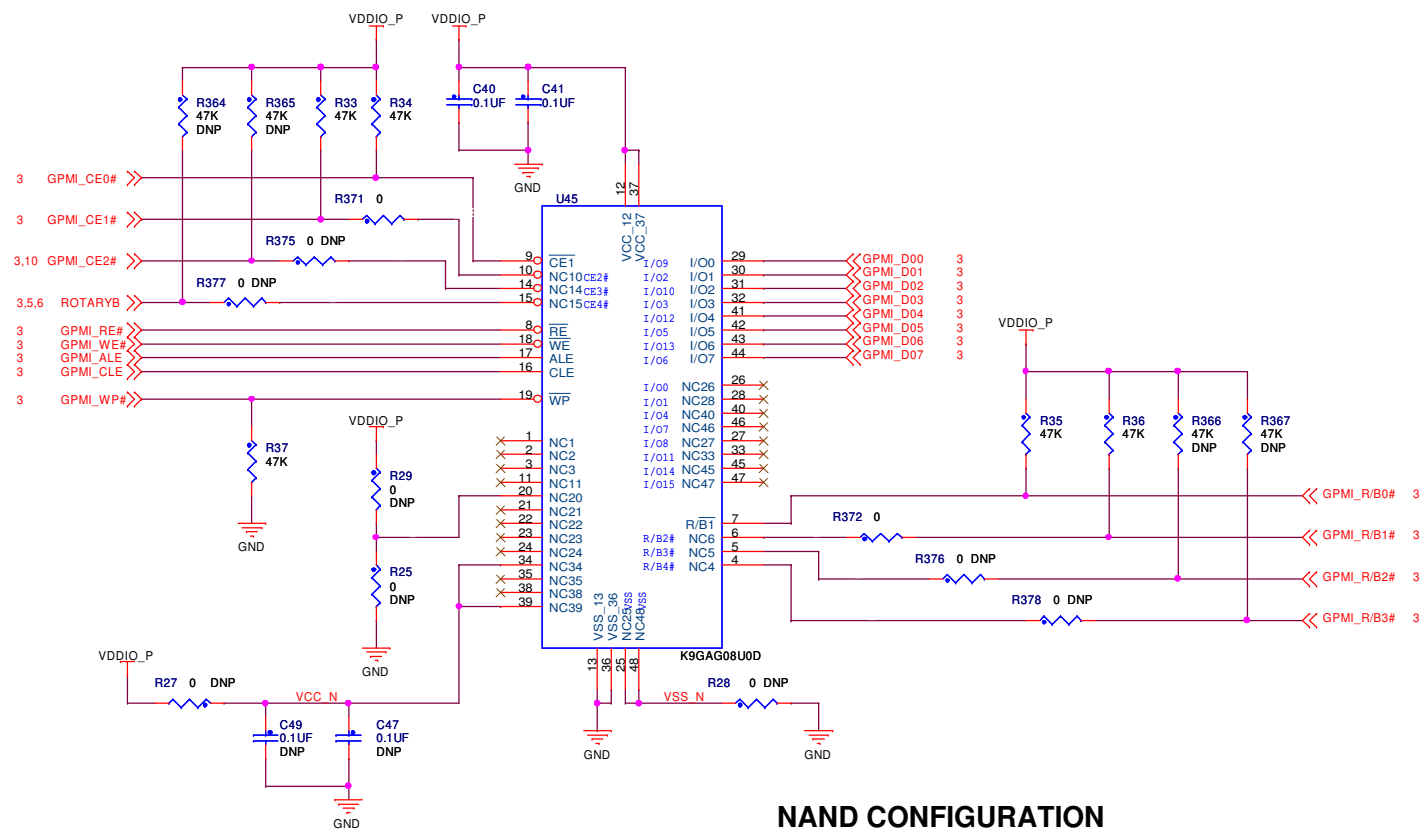 VDDIO_P
VDDIO_P
R364
47K
DNP
R365
47K
DNP
R33
47K
R34
47K
C40
0.1UF
C41
0.1UF
GND
3 GPMI_CE0#
R371 0
3 GPMI_CE1#
R375 0 DNP
3,10 GPMI_CE2#
R377 0 DNP
3,5,6 ROTARYB
3 GPMI_RE#
3 GPMI_WE#
3 GPMI_ALE
3 GPMI_CLE
3 GPMI_WP#
R37
47K
GND
VDDIO_P
R29
0
DNP
R25
0
DNP
GND
VDDIO_P
R27 0 DNP
VCC_N
C49
0.1UF
DNP
C47
0.1UF
DNP
GND
U45
12
37
VCC_12
VCC_37
9 CE1
10 NC10 CE2#
14 NC14 CE3#
15 NC15 CE4#
8 RE
18 WE
17 ALE
16 CLE
19 WP
1 NC1
2 NC2
3 NC3
11 NC11
20 NC20
21 NC21
22 NC22
23 NC23
24 NC24
34 NC34
35 NC35
38 NC38
39 NC39
I/O9 I/O0 29 GPMI_D00 3
I/O2 I/O1 30 GPMI_D01 3
I/O10 I/O2 31 GPMI_D02 3
I/O3 I/O3 32 GPMI_D03 3
I/O12 I/O4 41 GPMI_D04 3
I/O5 I/O5 42 GPMI_D05 3
I/O13 I/O6 43 GPMI_D06 3
I/O6 I/O7 44 GPMI_D07 3
I/O0 NC26 26
I/O1 NC28 28
I/O4 NC40 40
I/O7 NC46 46
I/O8 NC27 27
I/O11 NC33 33
I/O14 NC45 45
I/O15 NC47 47
R/B1 7
R/B2# NC6 6
R/B3# NC5 5
R/B4# NC4 4
VSS_13
VSS_36
NC25 VSS
NC48 VSS
13
36
25
48
K9GAG08U0D
GND
VSS_N
R28 0 DNP
GND
VDDIO_P
R35
47K
R36
47K
R366
47K
DNP
R367
47K
DNP
GPMI_R/B0# 3
R372 0
GPMI_R/B1# 3
R376 0 DNP
GPMI_R/B2# 3
R378 0 DNP
GPMI_R/B3# 3
NAND CONFIGURATION